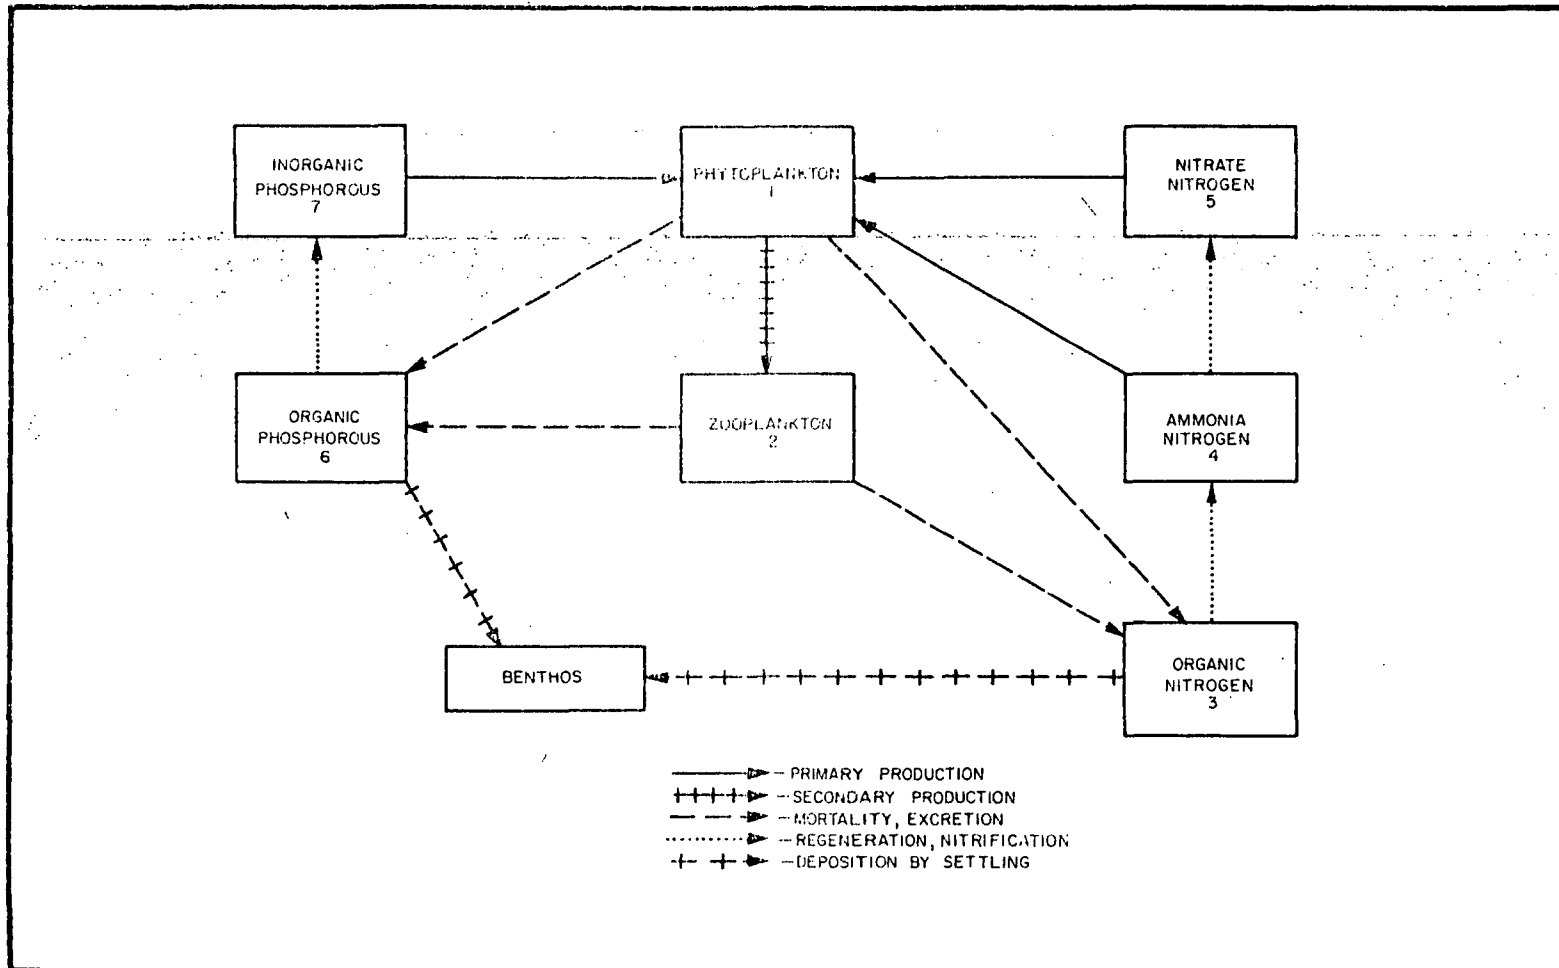 INORGANIC
PHOSPHOROUS
7
PHYTOPLANKTON
1
NITRATE
NITROGEN
5
ORGANIC
PHOSPHOROUS
6
ZOOPLANKTON
2
AMMONIA
NITROGEN
4
BENTHOS
ORGANIC
NITROGEN
3
- PRIMARY PRODUCTION
- SECONDARY PRODUCTION
- MORTALITY, EXCRETION
- REGENERATION, NITRIFICATION
- DEPOSITION BY SETTLING